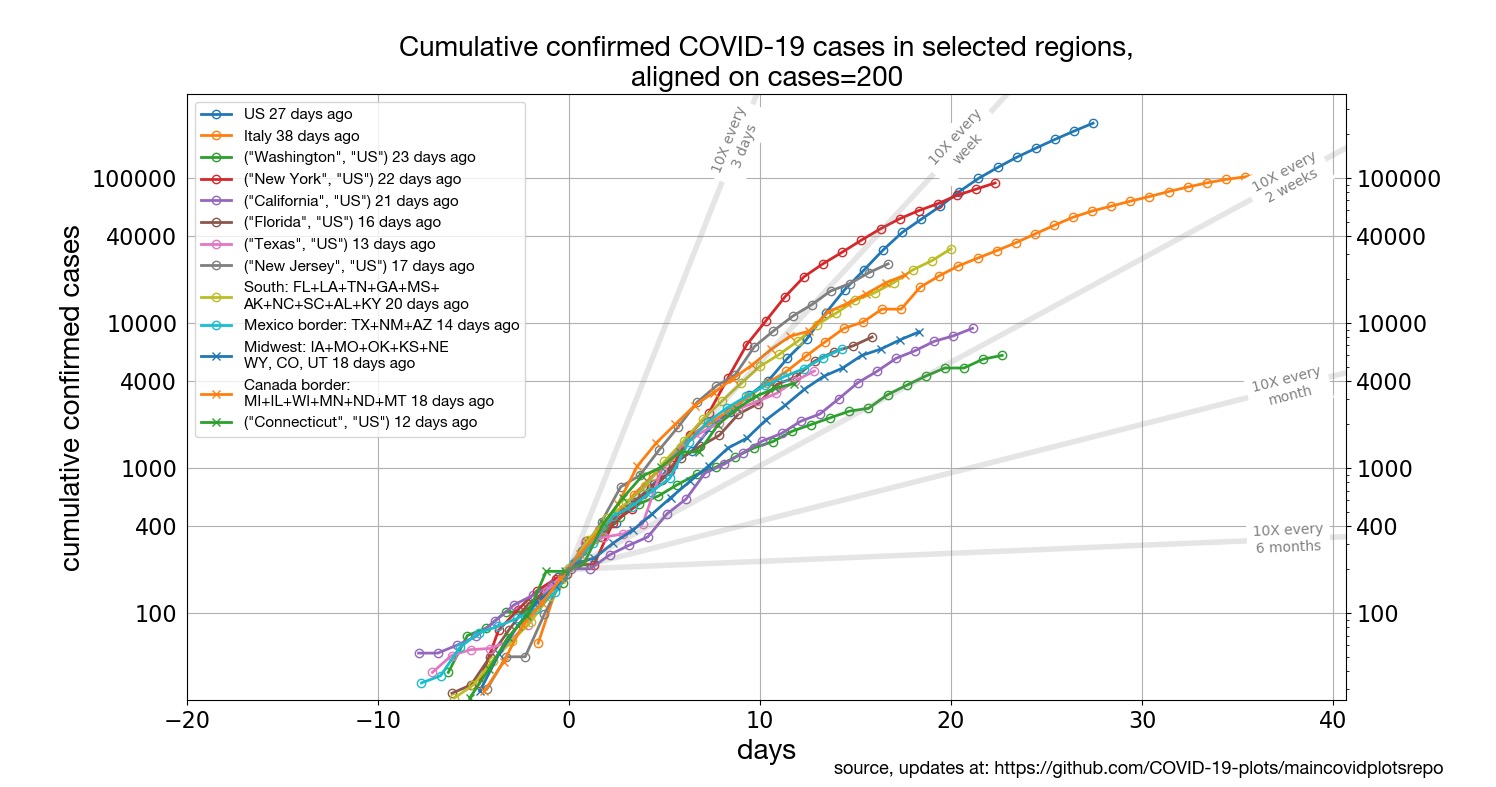 Cumulative confirmed COVID-19 cases in selected regions,
aligned on cases=200
US 27 days ago
Italy 38 days ago
("Washington", "US") 23 days ago
("New York", "US") 22 days ago
("California", "US") 21 days ago
("Florida", "US") 16 days ago
("Texas", "US") 13 days ago
("New Jersey", "US") 17 days ago
South: FL+LA+TN+GA+MS+
AK+NC+SC+AL+KY 20 days ago
Mexico border: TX+NM+AZ 14 days ago
Midwest: IA+MO+OK+KS+NE
WY, CO, UT 18 days ago
Canada border:
MI+IL+WI+MN+ND+MT 18 days ago
("Connecticut", "US") 12 days ago
10X every
3 days
10X every
week
10X every
2 weeks
10X every
month
10X every
6 months
cumulative confirmed cases
100000
40000
10000
4000
1000
400
100
100000
40000
10000
4000
1000
400
100
−20
−10
0
10
20
30
40
days
source, updates at: https://github.com/COVID-19-plots/maincovidplotsrepo